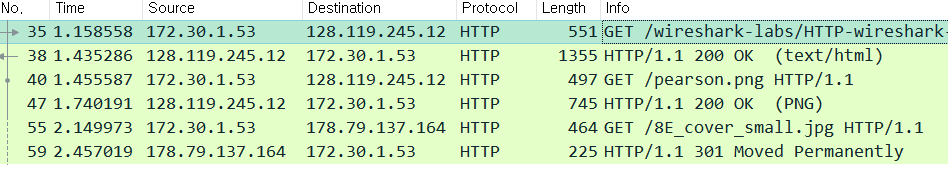 No. Time Source Destination Protocol Length Info
35 1.158558 172.30.1.53 128.119.245.12 HTTP 551 GET /wireshark-labs/HTTP-wireshark-
38 1.435286 128.119.245.12 172.30.1.53 HTTP 1355 HTTP/1.1 200 OK (text/html)
40 1.455587 172.30.1.53 128.119.245.12 HTTP 497 GET /pearson.png HTTP/1.1
47 1.740191 128.119.245.12 172.30.1.53 HTTP 745 HTTP/1.1 200 OK (PNG)
55 2.149973 172.30.1.53 178.79.137.164 HTTP 464 GET /8E_cover_small.jpg HTTP/1.1
59 2.457019 178.79.137.164 172.30.1.53 HTTP 225 HTTP/1.1 301 Moved Permanently